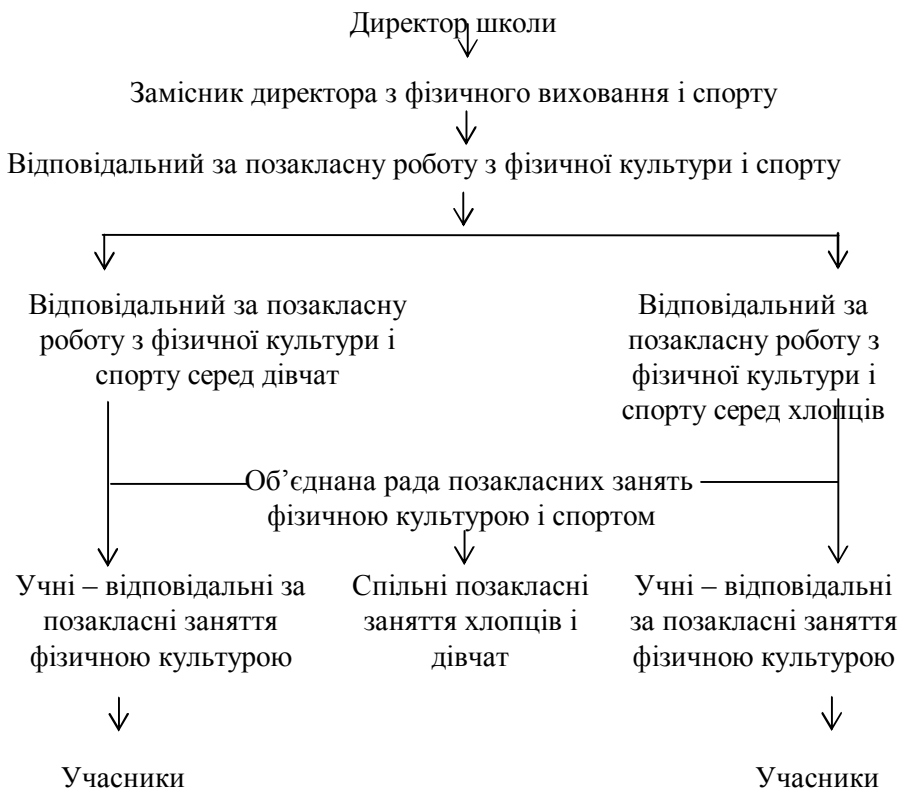 Директор школи
Замісник директора з фізичного виховання і спорту
Відповідальний за позакласну роботу з фізичної культури і спорту
Відповідальний за позакласну
роботу з фізичної культури і
спорту серед дівчат
Відповідальний за
позакласну роботу з
фізичної культури і
спорту серед хлопців
Об’єднана рада позакласних занять
фізичною культурою і спортом
Учні – відповідальні за
позакласні заняття
фізичною культурою
Спільні позакласні
заняття хлопців і
дівчат
Учні – відповідальні
за позакласні заняття
фізичною культурою
Учасники
Учасники